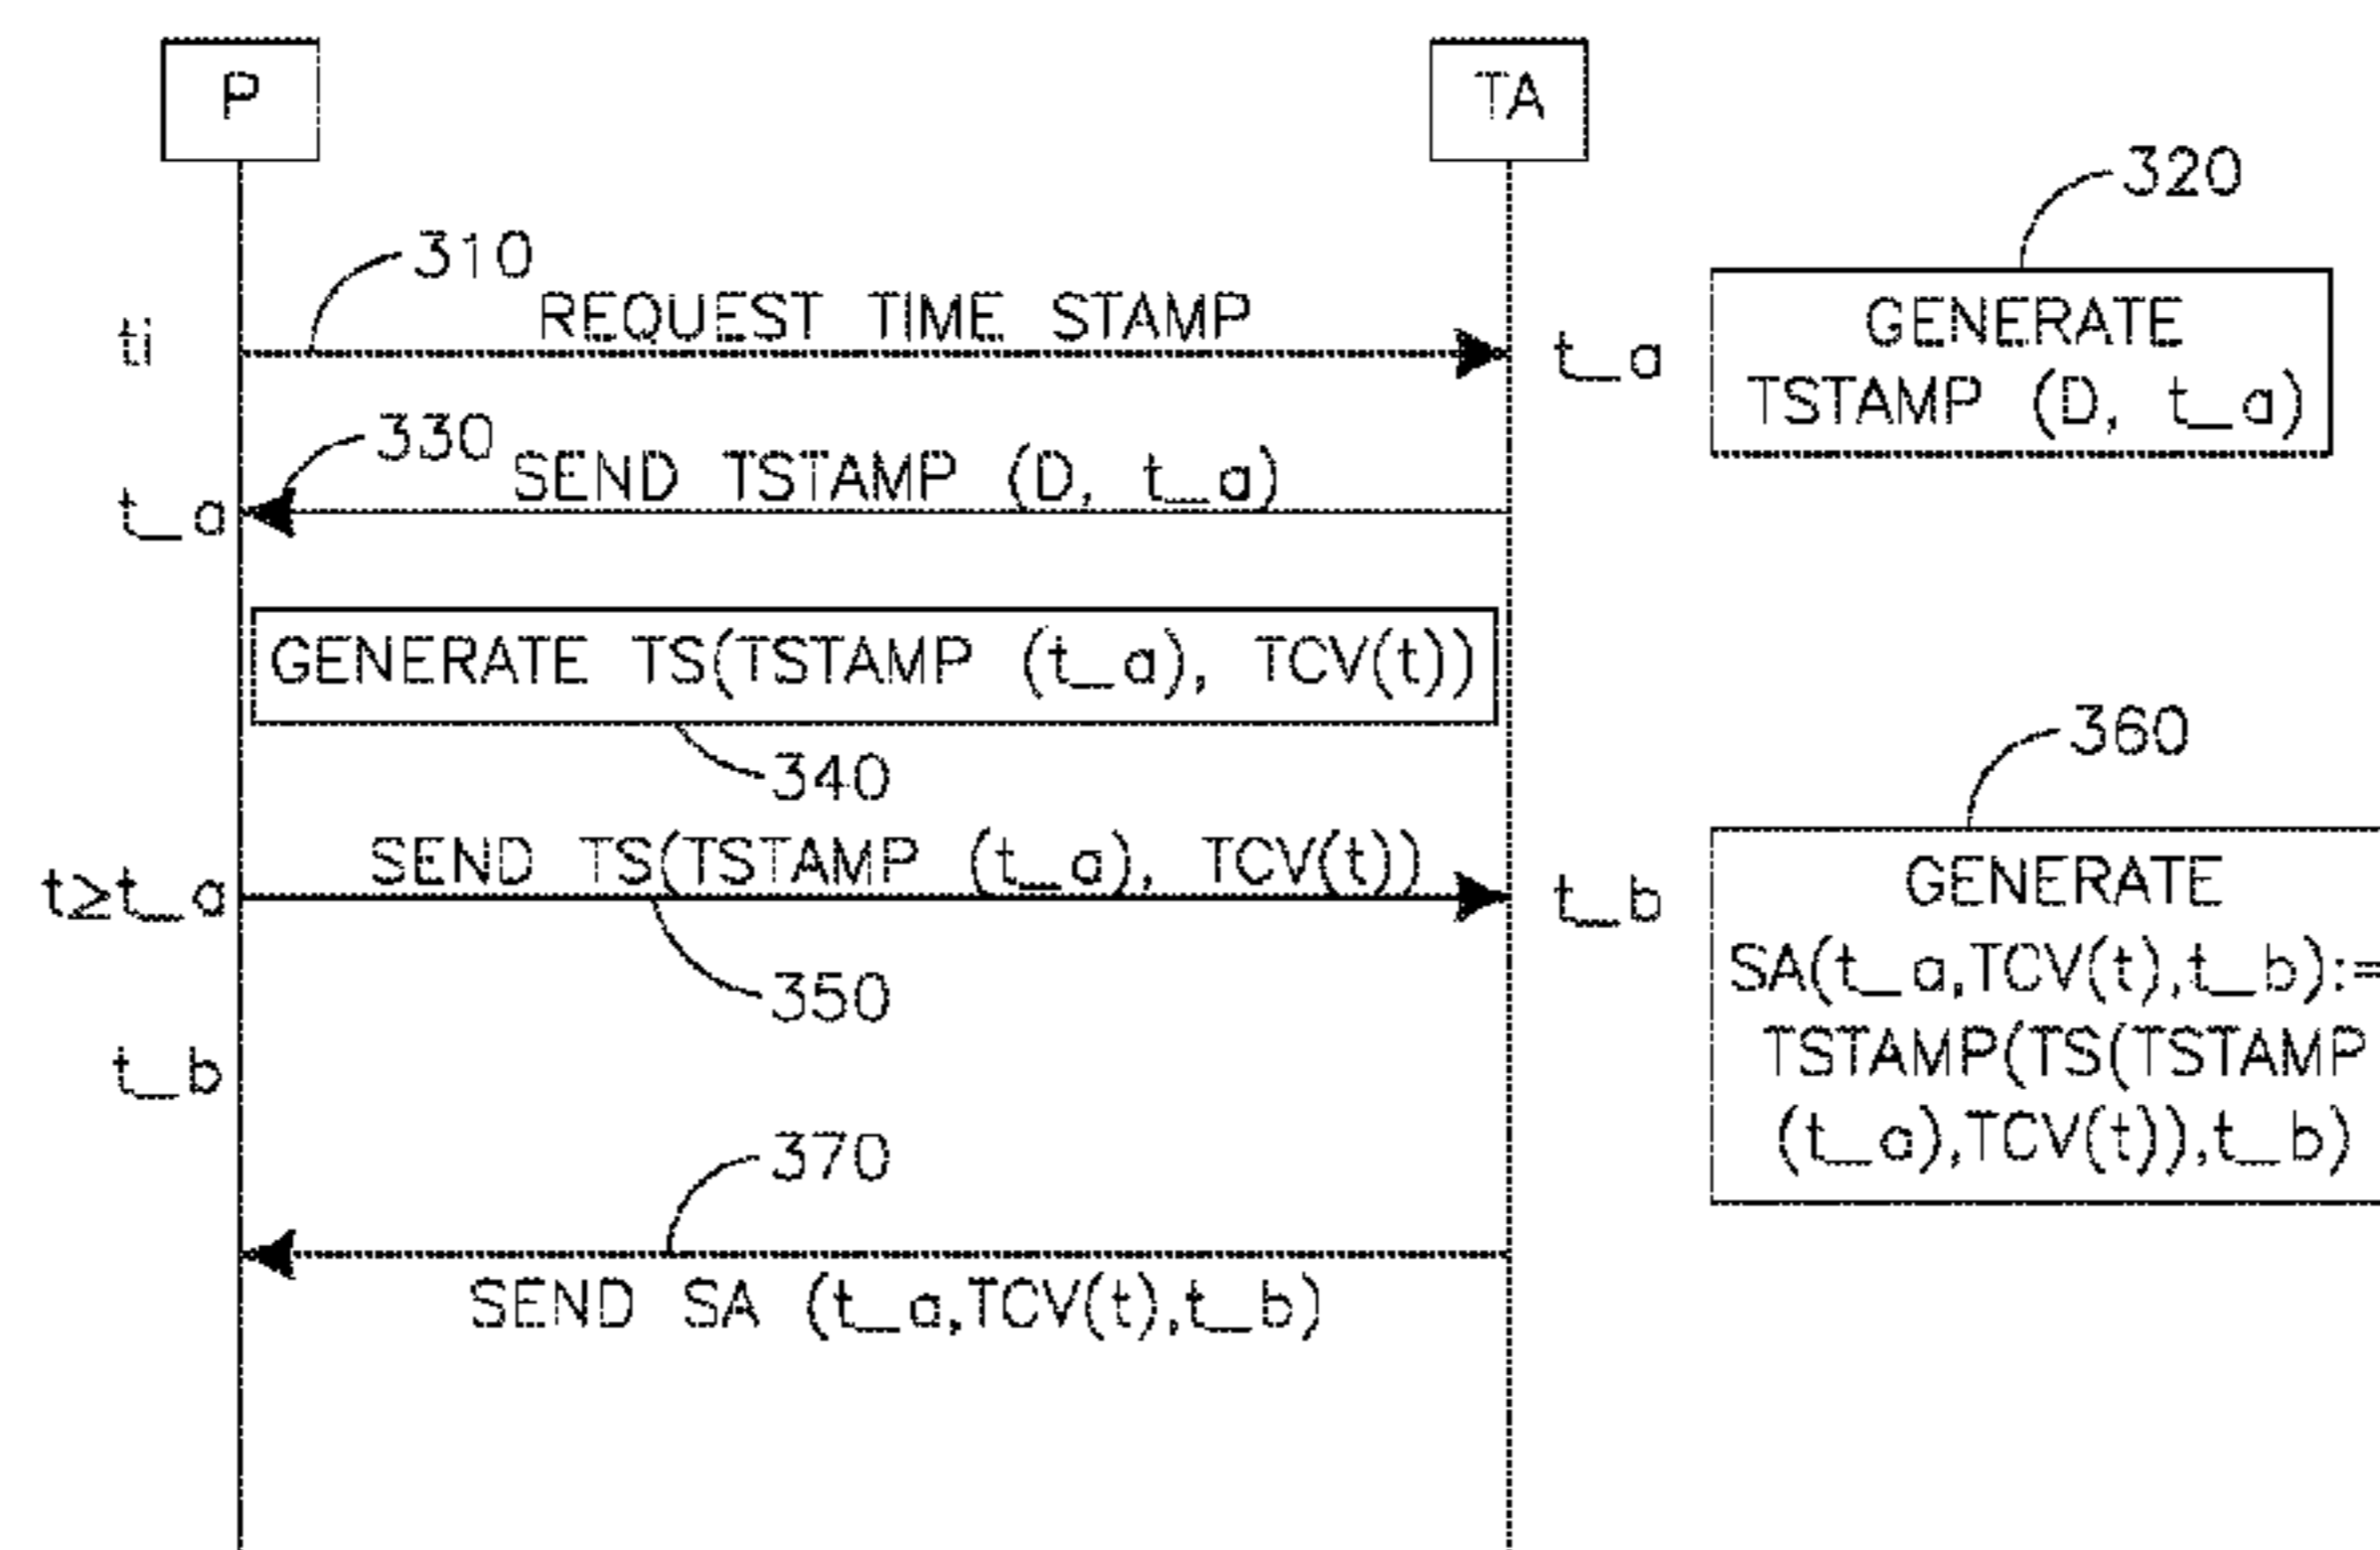 P
TA
320
310
REQUEST TIME STAMP
ti
t_a
GENERATE
TSTAMP (D, t_a)
330
SEND TSTAMP (D, t_a)
t_a
GENERATE TS(TSTAMP (t_a), TCV(t))
340
360
SEND TS(TSTAMP (t_a), TCV(t))
t≥t_a
t_b
350
GENERATE
SA(t_a,TCV(t),t_b):=
TSTAMP(TS(TSTAMP
(t_a),TCV(t)),t_b)
t_b
370
SEND SA (t_a,TCV(t),t_b)